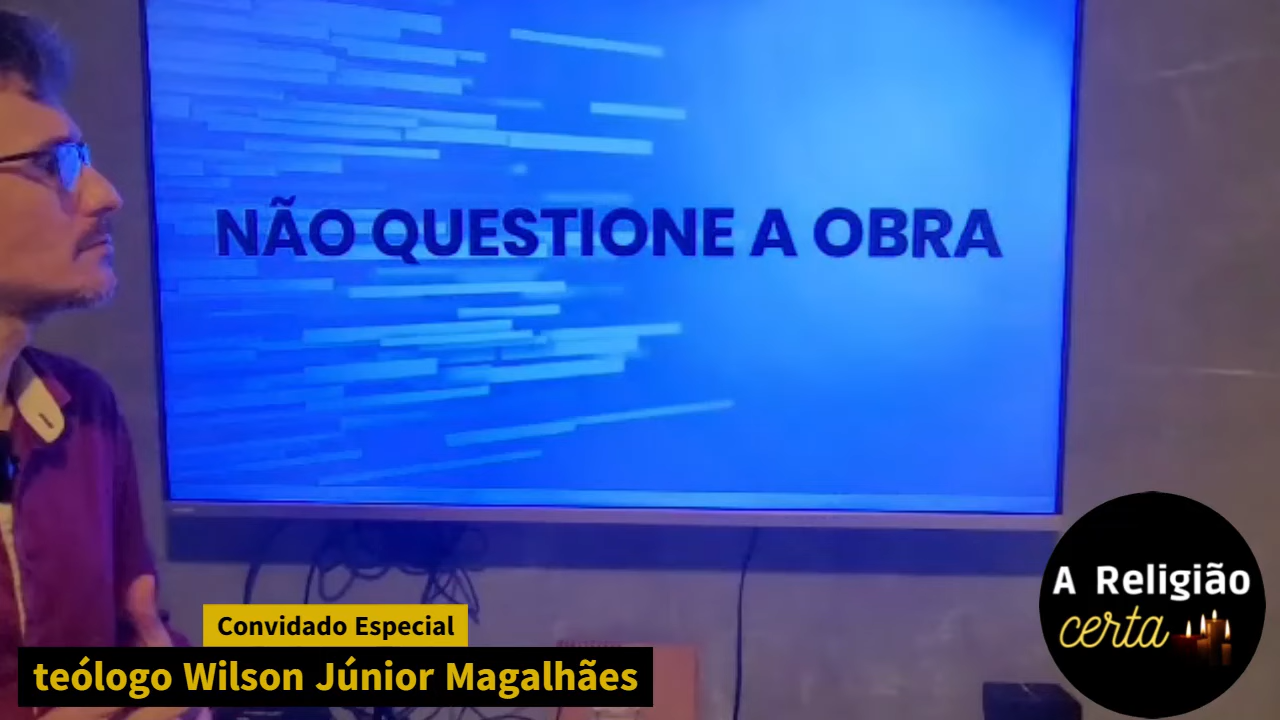 NÃO QUESTIONE A OBRA
Convidado Especial
teólogo Wilson Júnior Magalhães
A Religião
certa